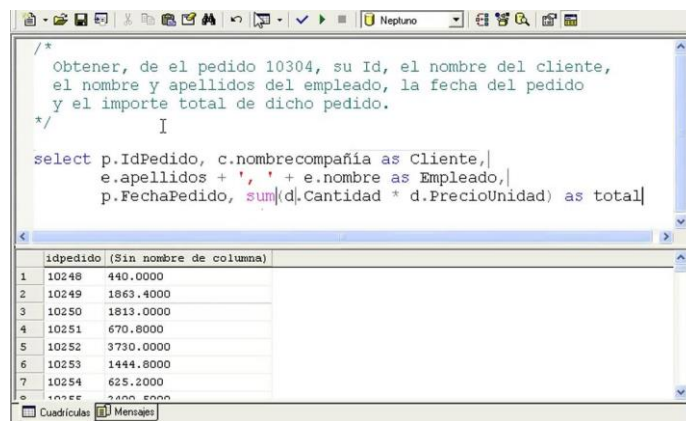 Neptuno
/*
Obtener, de el pedido 10304, su Id, el nombre del cliente,
el nombre y apellidos del empleado, la fecha del pedido
y el importe total de dicho pedido.
*/
select p.IdPedido, c.nombrecompañía as Cliente,
e.apellidos + ', ' + e.nombre as Empleado,
p.FechaPedido, sum(d.Cantidad * d.PrecioUnidad) as total
idpedido (Sin nombre de columna)
1 10248 440.0000
2 10249 1863.4000
3 10250 1813.0000
4 10251 670.8000
5 10252 3730.0000
6 10253 1444.8000
7 10254 625.2000
Cuadrículas Mensajes